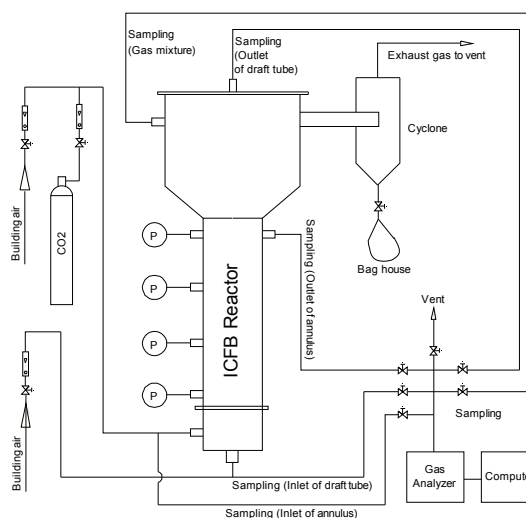 Sampling
(Gas mixture)
Sampling
(Outlet
of draft tube)
Exhaust gas to vent
Cyclone
Building air
CO2
P
P
P
P
ICFB Reactor
Sampling
(Outlet of annulus)
Bag house
Vent
Building air
Sampling
Sampling (Inlet of draft tube)
Sampling (Inlet of annulus)
Gas
Analyzer
Compute